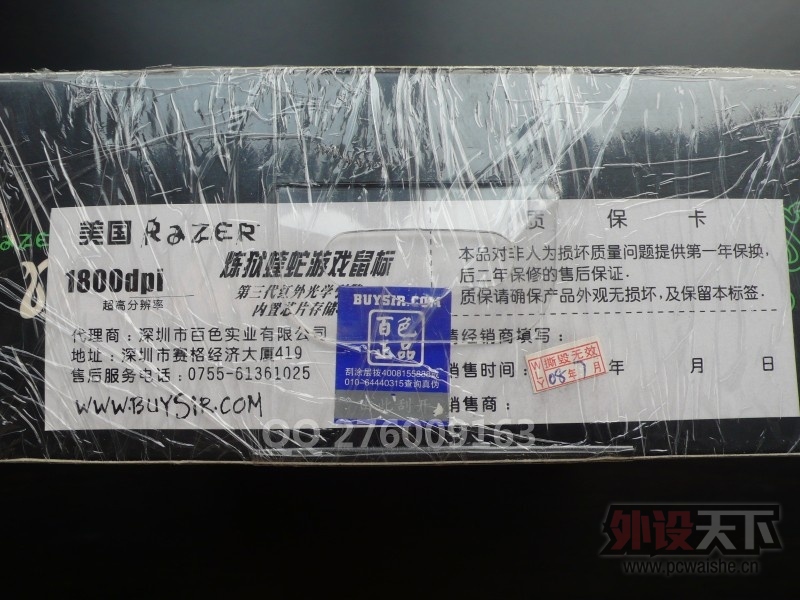 美国 RAZER
1800dpi
超高分辨率
炼狱蝰蛇游戏鼠标
第三代红外光学
内置芯片存储
代理商：深圳市百色实业有限公司
地址：深圳市赛格经济大厦419
售后服务电话：0755-61361025
WWW.BUYSIR.COM
BUYSIR.COM
百色
正品
刮涂层拨4008155888或
010-64440315查询真伪
此处刮开
质 保 卡
本品对非人为损坏质量问题提供第一年保换，
后二年保修的售后保证．
质保请确保产品外观无损坏，及保留本标签．
请经销商填写：
销售时间： 年 月 日
撕毁无效
WLY
08年7月
销售商：
QQ 276009163
外设天下
www.pcwaishe.cn